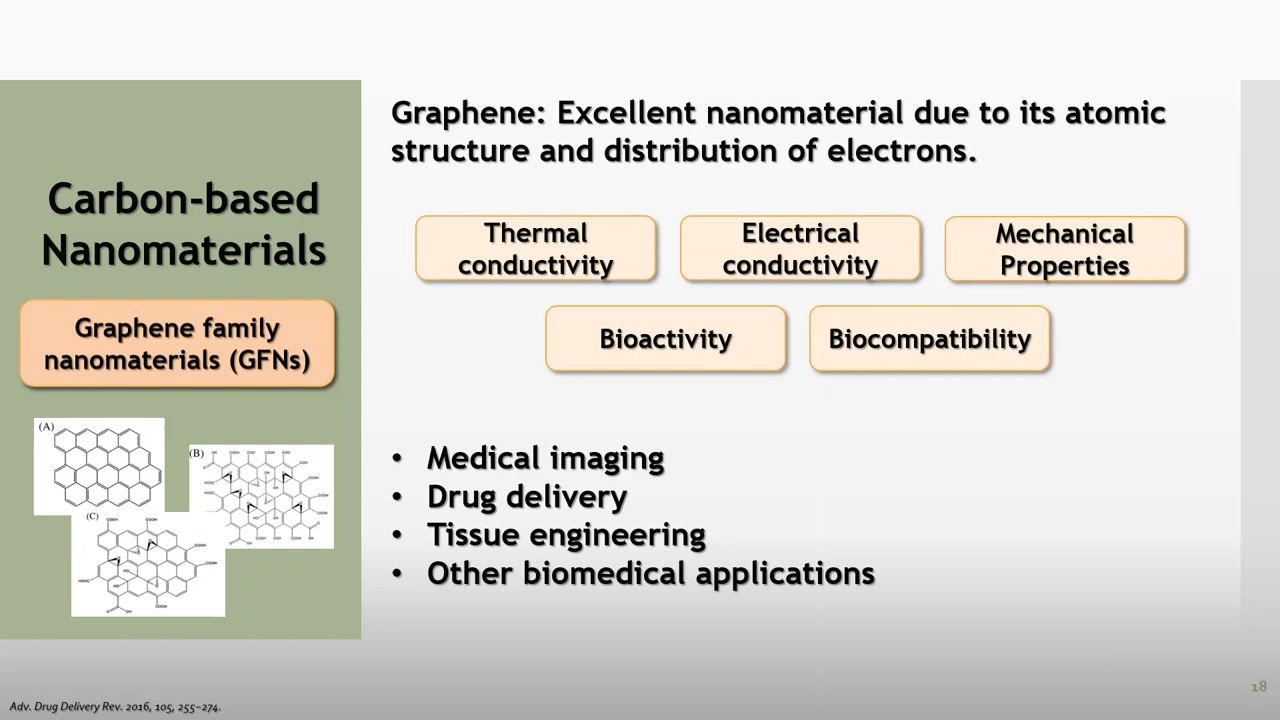 Graphene: Excellent nanomaterial due to its atomic
structure and distribution of electrons.
Carbon-based
Nanomaterials
Graphene family
nanomaterials (GFNs)
Thermal
conductivity
Electrical
conductivity
Mechanical
Properties
Bioactivity
Biocompatibility
• Medical imaging
• Drug delivery
• Tissue engineering
• Other biomedical applications
(A)
(B)
(C)
18
Adv. Drug Delivery Rev. 2016, 105, 255–274.